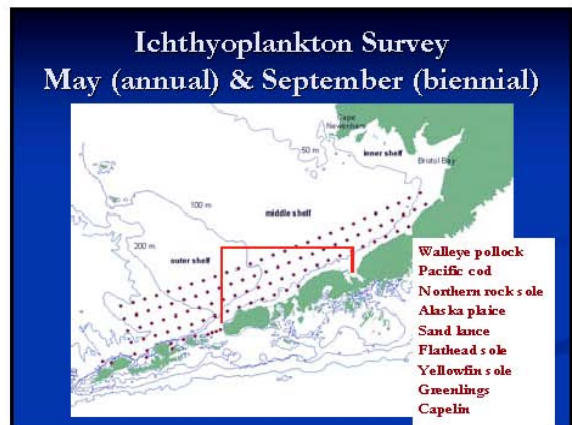 Ichthyoplankton Survey
May (annual) & September (biennial)
Cape
Newenham
50 m
inner shelf
Bristol Bay
100 m
middle shelf
200 m
outer shelf
Walleye pollock
Pacific cod
Northern rock sole
Alaska plaice
Sand lance
Flathead sole
Yellowfin sole
Greenlings
Capelin